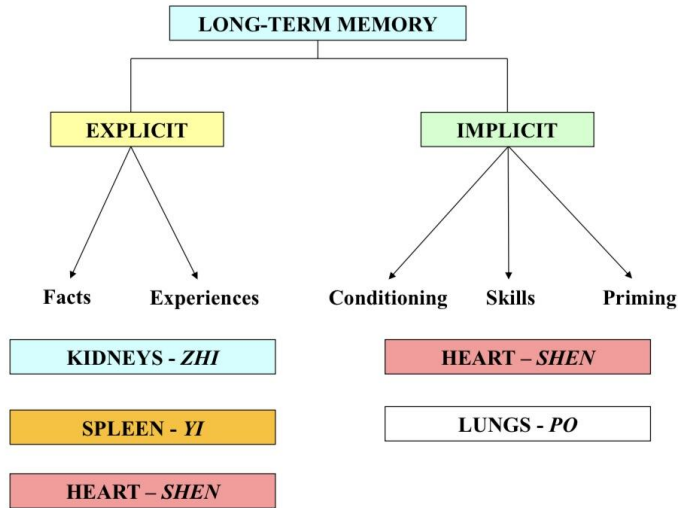 LONG-TERM MEMORY
EXPLICIT
IMPLICIT
Facts
Experiences
Conditioning
Skills
Priming
KIDNEYS - ZHI
HEART – SHEN
SPLEEN - YI
LUNGS - PO
HEART – SHEN